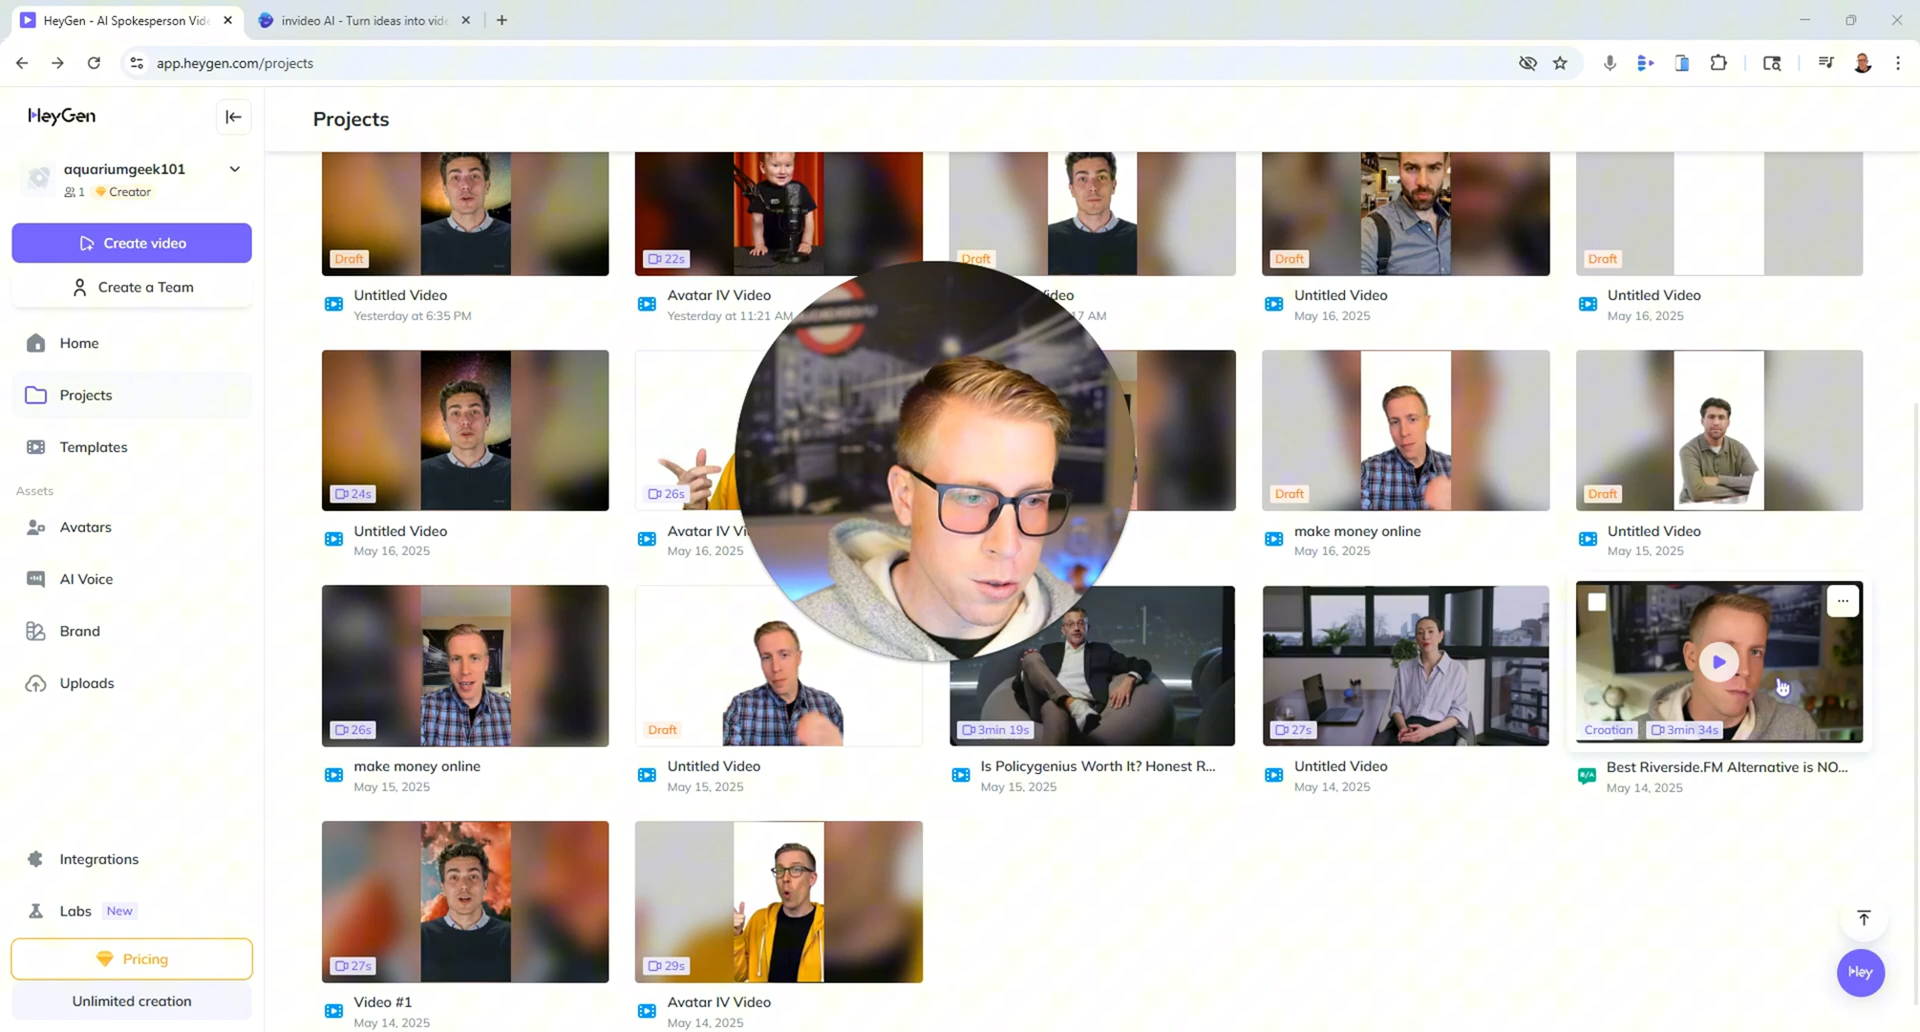 HeyGen - AI Spokesperson Vide
invideo AI - Turn ideas into vide
app.heygen.com/projects
HeyGen
aquariumgeek101
1
Creator
Create video
Create a Team
Home
Projects
Templates
Assets
Avatars
AI Voice
Brand
Uploads
Integrations
Labs
New
Pricing
Unlimited creation
Projects
Draft
22s
Draft
Draft
Draft
Untitled Video
Yesterday at 6:35 PM
Avatar IV Video
Yesterday at 11:21 AM
ideo
17 AM
Untitled Video
May 16, 2025
Untitled Video
May 16, 2025
24s
26s
Draft
Draft
Untitled Video
May 16, 2025
Avatar IV Vi
May 16, 2025
make money online
May 16, 2025
Untitled Video
May 15, 2025
26s
Draft
3min 19s
27s
Croatian
3min 34s
make money online
May 15, 2025
Untitled Video
May 15, 2025
Is Policygenius Worth It? Honest R...
May 15, 2025
Untitled Video
May 14, 2025
Best Riverside.FM Alternative is NO...
May 14, 2025
27s
29s
Video #1
May 14, 2025
Avatar IV Video
May 14, 2025
Hey